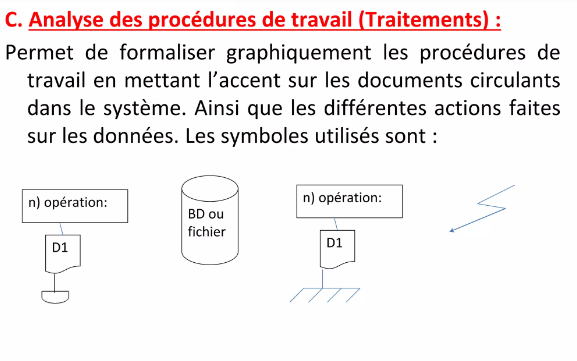 C. Analyse des procédures de travail (Traitements) :
Permet de formaliser graphiquement les procédures de
travail en mettant l’accent sur les documents circulants
dans le système. Ainsi que les différentes actions faites
sur les données. Les symboles utilisés sont :
n) opération:
D1
BD ou
fichier
n) opération:
D1